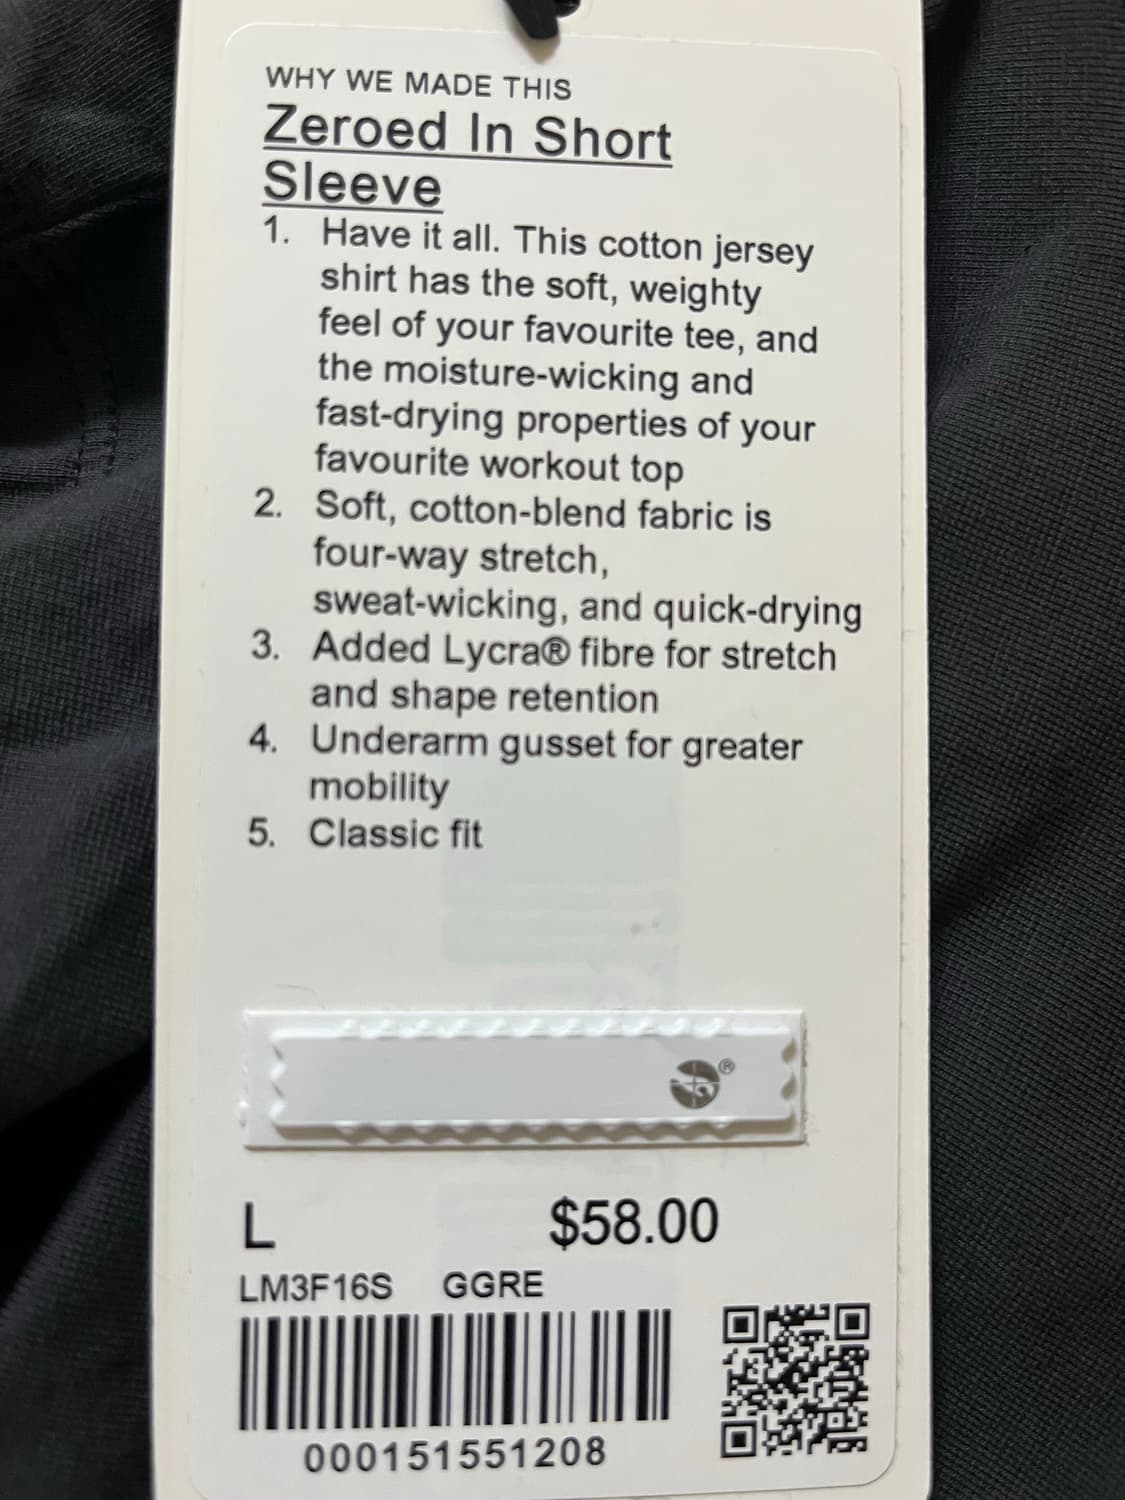 WHY WE MADE THIS
Zeroed In Short
Sleeve
1. Have it all. This cotton jersey
shirt has the soft, weighty
feel of your favourite tee, and
the moisture-wicking and
fast-drying properties of your
favourite workout top
2. Soft, cotton-blend fabric is
four-way stretch,
sweat-wicking, and quick-drying
3. Added Lycra® fibre for stretch
and shape retention
4. Underarm gusset for greater
mobility
5. Classic fit
®
L $58.00
LM3F16S GGRE
000151551208